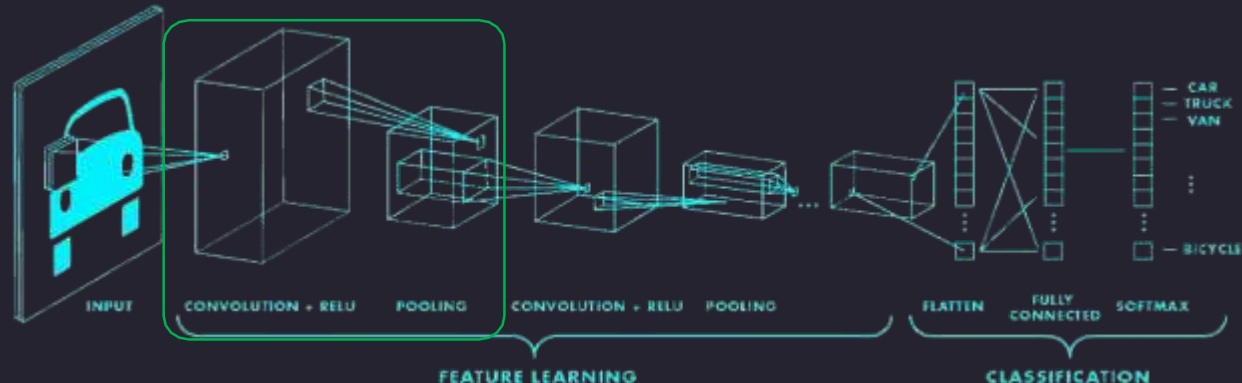 CAR
TRUCK
VAN
BICYCLE
INPUT
CONVOLUTION + RELU
POOLING
CONVOLUTION + RELU
POOLING
FLATTEN
FULLY
CONNECTED
SOFTMAX
FEATURE LEARNING
CLASSIFICATION